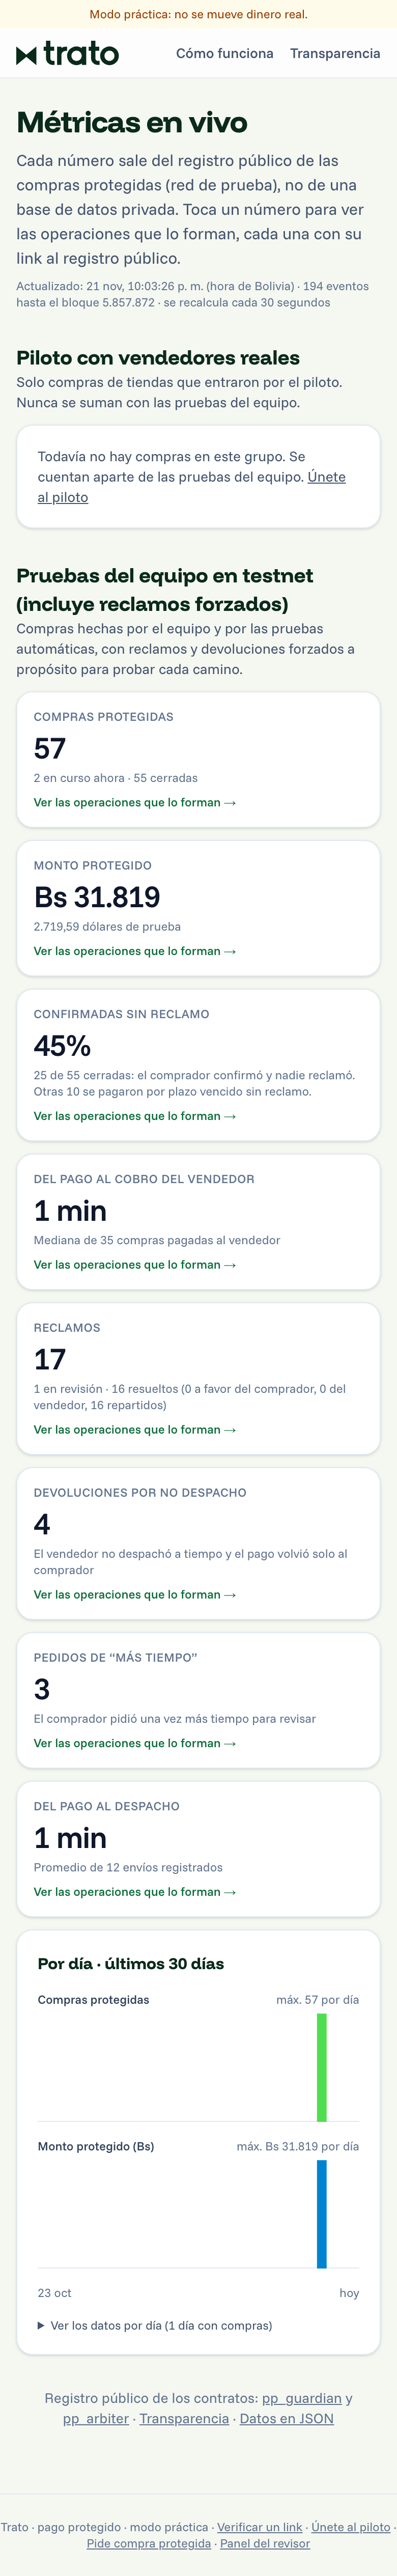 Modo práctica: no se mueve dinero real.
trato
Cómo funciona Transparencia
Métricas en vivo
Cada número sale del registro público de las
compras protegidas (red de prueba), no de una
base de datos privada. Toca un número para ver
las operaciones que lo forman, cada una con su
link al registro público.
Actualizado: 21 nov, 10:03:26 p. m. (hora de Bolivia) · 194 eventos
hasta el bloque 5.857.872 · se recalcula cada 30 segundos
Piloto con vendedores reales
Solo compras de tiendas que entraron por el piloto.
Nunca se suman con las pruebas del equipo.
Todavía no hay compras en este grupo. Se
cuentan aparte de las pruebas del equipo. Únete
al piloto
Pruebas del equipo en testnet
(incluye reclamos forzados)
Compras hechas por el equipo y por las pruebas
automáticas, con reclamos y devoluciones forzados a
propósito para probar cada camino.
COMPRAS PROTEGIDAS
57
2 en curso ahora · 55 cerradas
Ver las operaciones que lo forman →
MONTO PROTEGIDO
Bs 31.819
2.719,59 dólares de prueba
Ver las operaciones que lo forman →
CONFIRMADAS SIN RECLAMO
45%
25 de 55 cerradas: el comprador confirmó y nadie reclamó.
Otras 10 se pagaron por plazo vencido sin reclamo.
Ver las operaciones que lo forman →
DEL PAGO AL COBRO DEL VENDEDOR
1 min
Mediana de 35 compras pagadas al vendedor
Ver las operaciones que lo forman →
RECLAMOS
17
1 en revisión · 16 resueltos (0 a favor del comprador, 0 del
vendedor, 16 repartidos)
Ver las operaciones que lo forman →
DEVOLUCIONES POR NO DESPACHO
4
El vendedor no despachó a tiempo y el pago volvió solo al
comprador
Ver las operaciones que lo forman →
PEDIDOS DE “MÁS TIEMPO”
3
El comprador pidió una vez más tiempo para revisar
Ver las operaciones que lo forman →
DEL PAGO AL DESPACHO
1 min
Promedio de 12 envíos registrados
Ver las operaciones que lo forman →
Por día · últimos 30 días
Compras protegidas máx. 57 por día
Monto protegido (Bs) máx. Bs 31.819 por día
23 oct hoy
▶ Ver los datos por día (1 día con compras)
Registro público de los contratos: pp_guardian y
pp_arbiter · Transparencia · Datos en JSON
Trato · pago protegido · modo práctica · Verificar un link · Únete al piloto ·
Pide compra protegida · Panel del revisor